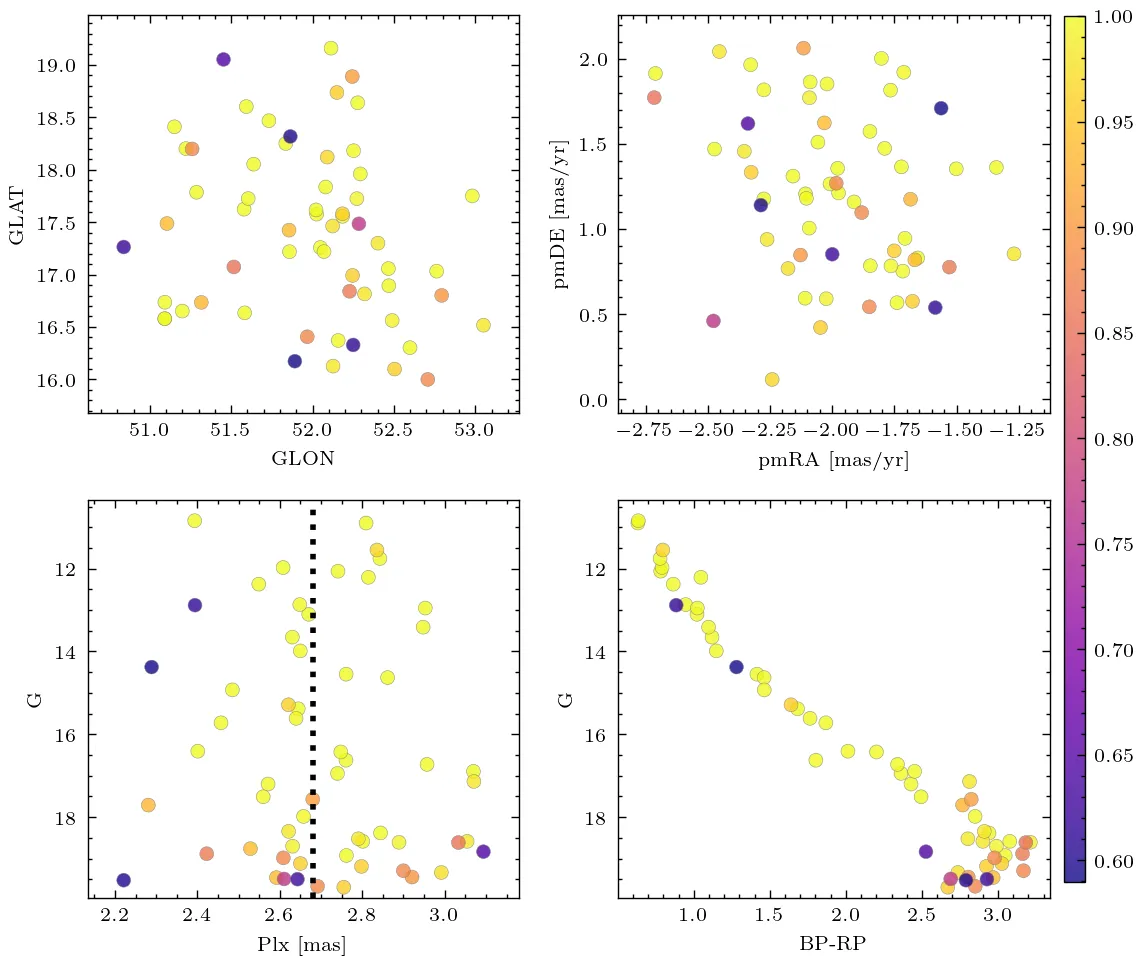 19.0
18.5
18.0
17.5
17.0
16.5
16.0
GLAT
51.0 51.5 52.0 52.5 53.0
GLON
2.0
1.5
1.0
0.5
0.0
pmDE [mas/yr]
−2.75 −2.50 −2.25 −2.00 −1.75 −1.50 −1.25
pmRA [mas/yr]
1.00
0.95
0.90
0.85
0.80
0.75
0.70
0.65
0.60
12
14
16
18
G
2.2 2.4 2.6 2.8 3.0
Plx [mas]
12
14
16
18
G
1.0 1.5 2.0 2.5 3.0
BP-RP